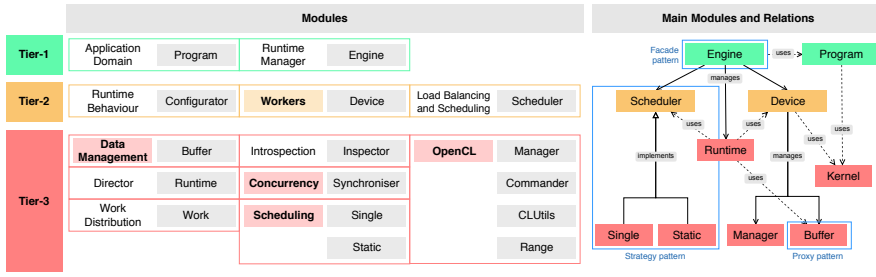 Modules
Main Modules and Relations
Tier-1
Application
Domain
Program
Runtime
Manager
Engine
Tier-2
Runtime
Behaviour
Configurator
Workers
Device
Load Balancing
and Scheduling
Scheduler
Tier-3
Data
Management
Buffer
Introspection
Inspector
OpenCL
Manager
Director
Runtime
Concurrency
Synchroniser
Commander
Work
Distribution
Work
Scheduling
Single
CLUtils
Static
Range
Facade
pattern
Engine
uses
Program
manages
Scheduler
Device
uses
uses
uses
uses
Runtime
implements
manages
uses
Kernel
Single
Static
Manager
Buffer
Strategy pattern
Proxy pattern